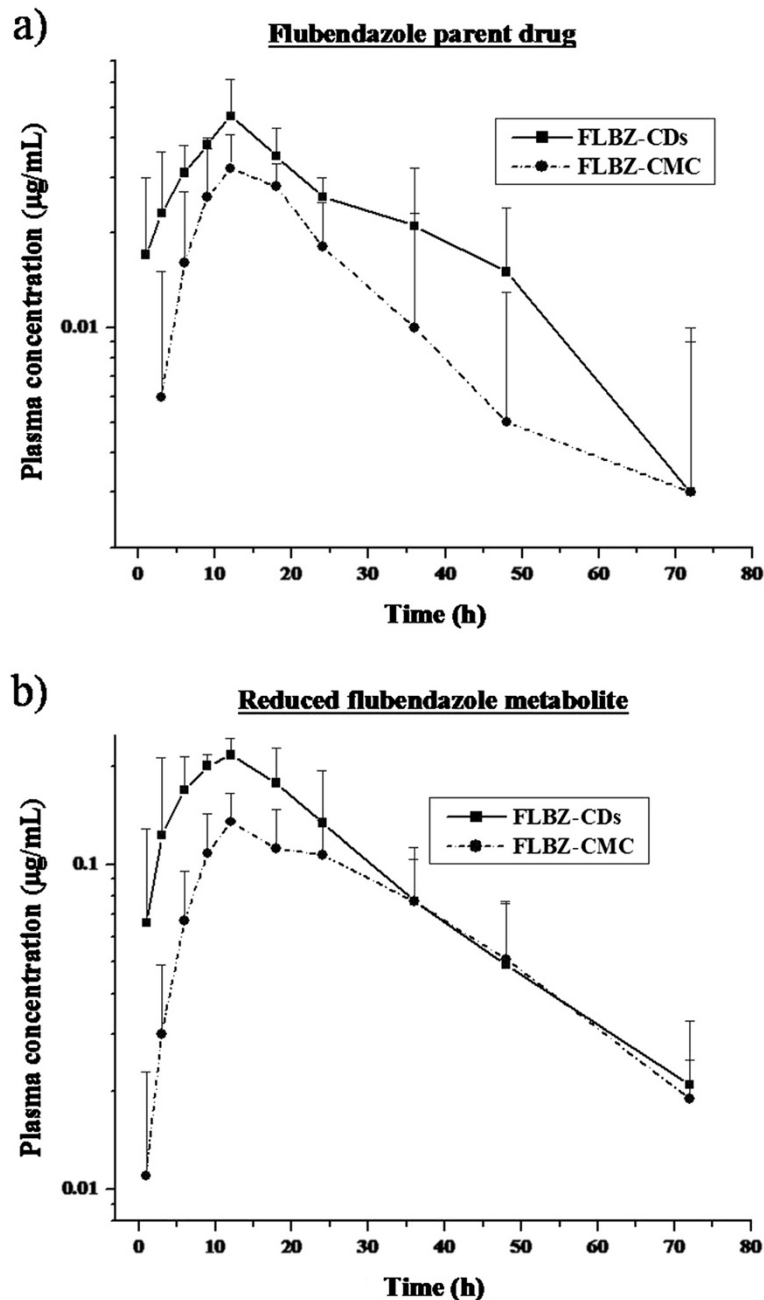 a)
Flubendazole parent drug
FLBZ-CDs
FLBZ-CMC
Plasma concentration (µg/mL)
0.01
0 10 20 30 40 50 60 70 80
Time (h)
b)
Reduced flubendazole metabolite
FLBZ-CDs
FLBZ-CMC
Plasma concentration (µg/mL)
0.1
0.01
0 10 20 30 40 50 60 70 80
Time (h)